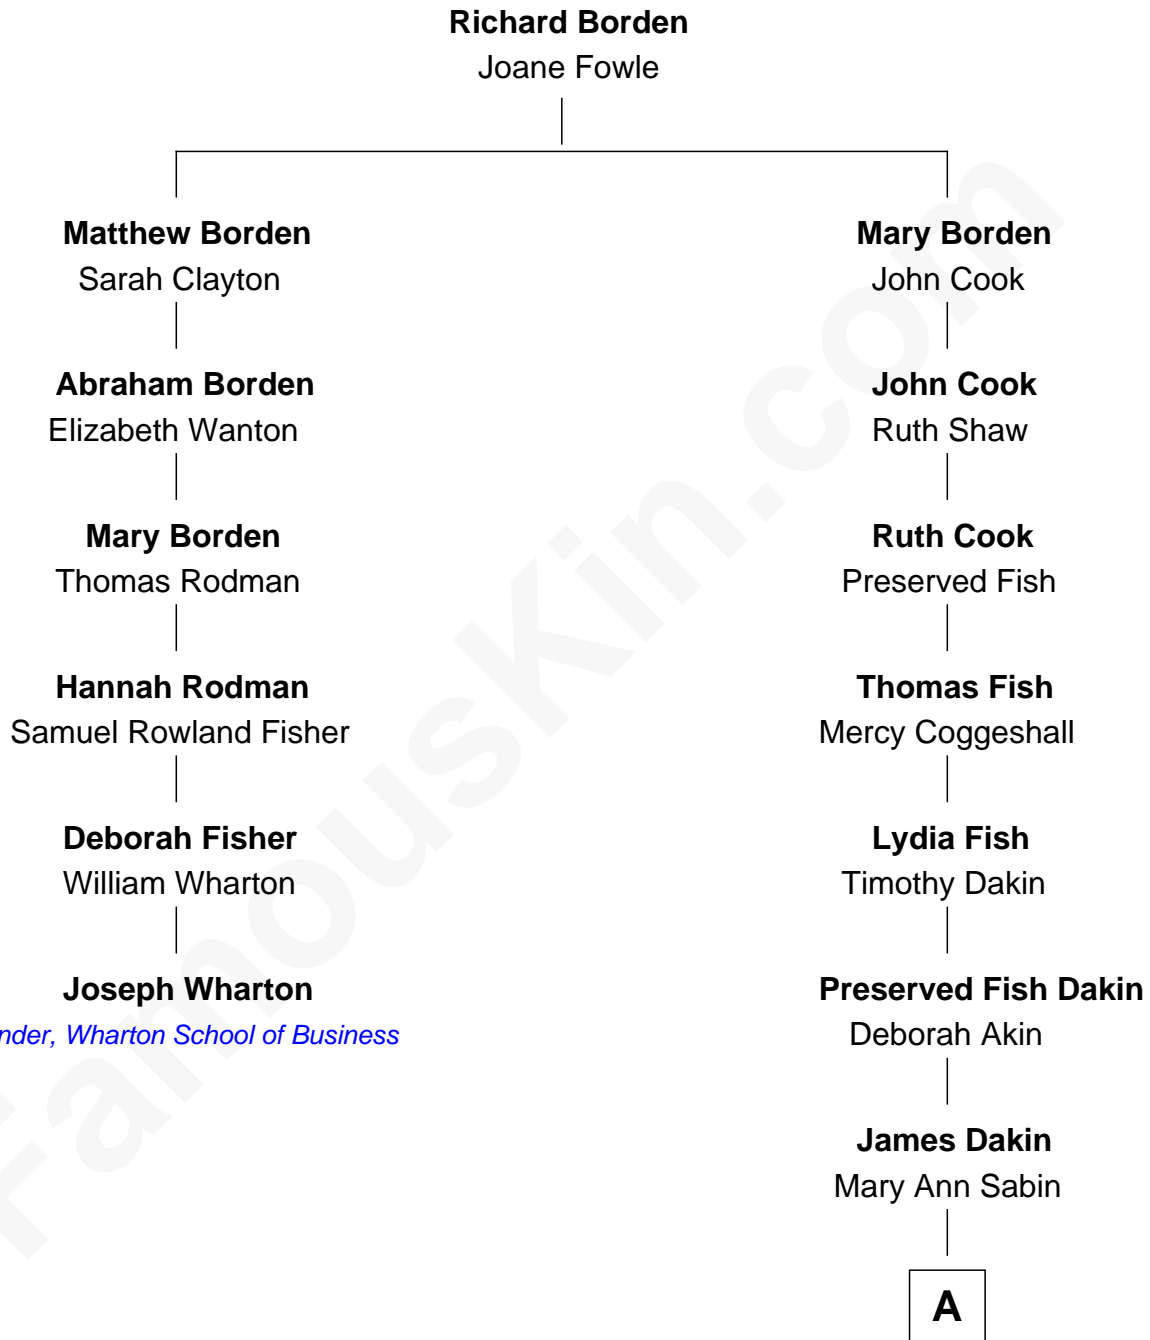 Richard Borden
Joane Fowle
Matthew Borden
Sarah Clayton
Abraham Borden
Elizabeth Wanton
Mary Borden
Thomas Rodman
Hannah Rodman
Samuel Rowland Fisher
Deborah Fisher
William Wharton
Joseph Wharton
nder, Wharton School of Business
Mary Borden
John Cook
John Cook
Ruth Shaw
Ruth Cook
Preserved Fish
Thomas Fish
Mercy Coggeshall
Lydia Fish
Timothy Dakin
Preserved Fish Dakin
Deborah Akin
James Dakin
Mary Ann Sabin
A
FamousKin.com